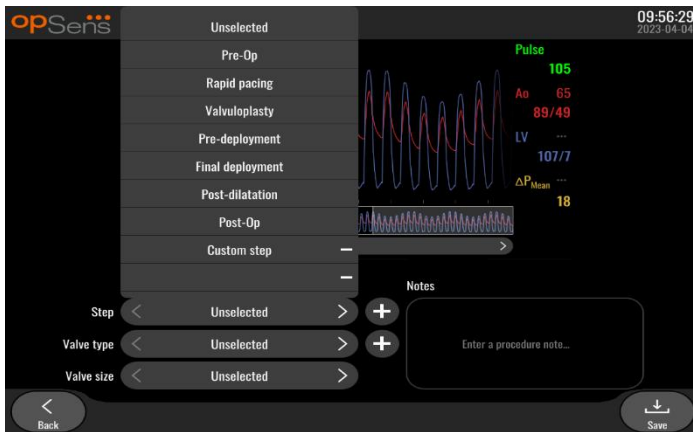 opSens
09:56:29
2023-04-04
Unselected
Pre-Op
Rapid pacing
Valvuloplasty
Pre-deployment
Final deployment
Post-dilatation
Post-Op
Custom step
Pulse
105
Ao 65
89/49
LV ---
107/7
ΔPMean ---
18
Notes
Step < Unselected > +
Enter a procedure note...
Valve type < Unselected > +
Valve size < Unselected >
Back
Save